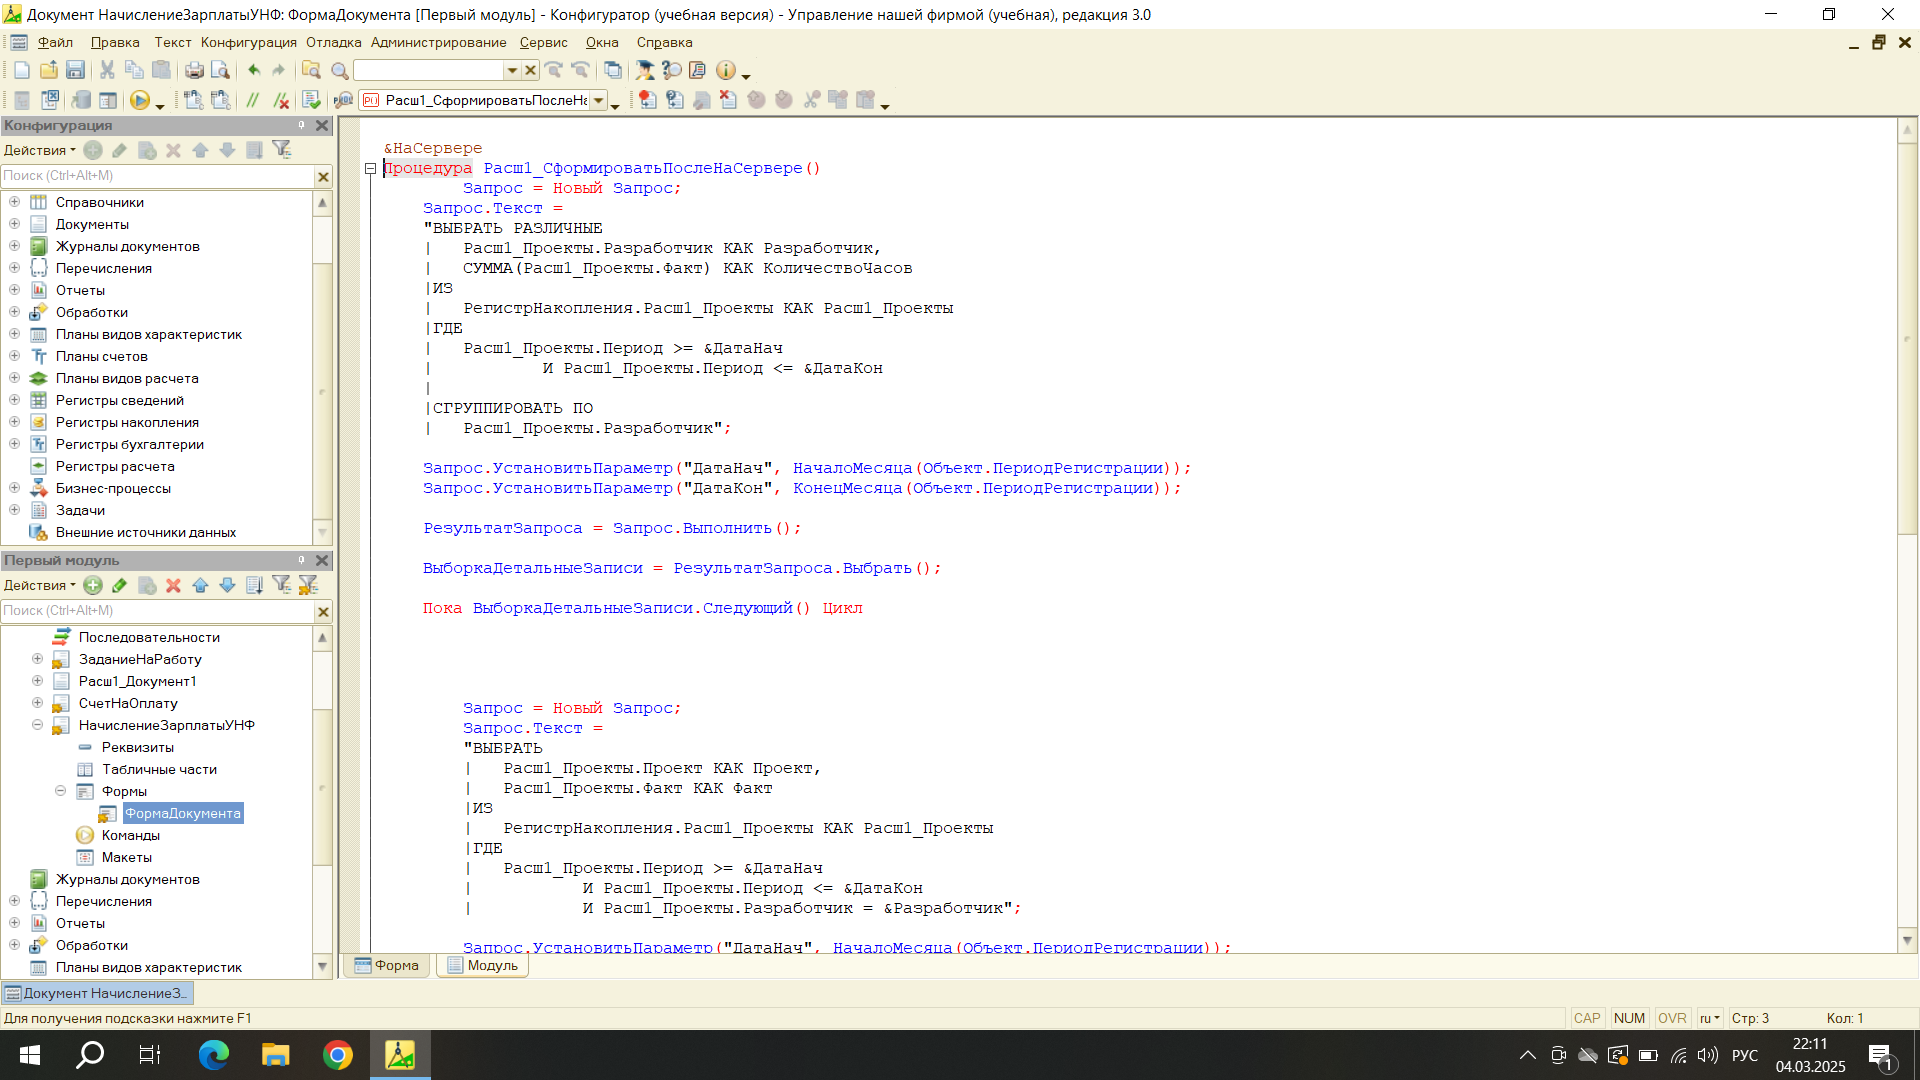 Документ НачислениеЗарплатыУНФ: ФормаДокумента [Первый модуль] - Конфигуратор (учебная версия) - Управление нашей фирмой (учебная), редакция 3.0
Файл Правка Текст Конфигурация Отладка Администрирование Сервис Окна Справка
Расш1_СформироватьПослеНа
Конфигурация
Действия
Поиск (Ctrl+Alt+M)
Справочники
Документы
Журналы документов
Перечисления
Отчеты
Обработки
Планы видов характеристик
Планы счетов
Планы видов расчета
Регистры сведений
Регистры накопления
Регистры бухгалтерии
Регистры расчета
Бизнес-процессы
Задачи
Внешние источники данных
Первый модуль
Действия
Поиск (Ctrl+Alt+M)
Последовательности
ЗаданиеНаРаботу
Расш1_Документ1
СчетНаОплату
НачислениеЗарплатыУНФ
Реквизиты
Табличные части
Формы
ФормаДокумента
Команды
Макеты
Журналы документов
Перечисления
Отчеты
Обработки
Планы видов характеристик
&НаСервере
Процедура Расш1_СформироватьПослеНаСервере()
Запрос = Новый Запрос;
Запрос.Текст =
"ВЫБРАТЬ РАЗЛИЧНЫЕ
| Расш1_Проекты.Разработчик КАК Разработчик,
| СУММА(Расш1_Проекты.Факт) КАК КоличествоЧасов
|ИЗ
| РегистрНакопления.Расш1_Проекты КАК Расш1_Проекты
|ГДЕ
| Расш1_Проекты.Период >= &ДатаНач
| И Расш1_Проекты.Период <= &ДатаКон
|
|СГРУППИРОВАТЬ ПО
| Расш1_Проекты.Разработчик";
Запрос.УстановитьПараметр("ДатаНач", НачалоМесяца(Объект.ПериодРегистрации));
Запрос.УстановитьПараметр("ДатаКон", КонецМесяца(Объект.ПериодРегистрации));
РезультатЗапроса = Запрос.Выполнить();
ВыборкаДетальныеЗаписи = РезультатЗапроса.Выбрать();
Пока ВыборкаДетальныеЗаписи.Следующий() Цикл
Запрос = Новый Запрос;
Запрос.Текст =
"ВЫБРАТЬ
| Расш1_Проекты.Проект КАК Проект,
| Расш1_Проекты.Факт КАК Факт
|ИЗ
| РегистрНакопления.Расш1_Проекты КАК Расш1_Проекты
|ГДЕ
| Расш1_Проекты.Период >= &ДатаНач
| И Расш1_Проекты.Период <= &ДатаКон
| И Расш1_Проекты.Разработчик = &Разработчик";
Запрос.УстановитьПараметр("ДатаНач", НачалоМесяца(Объект.ПериодРегистрации));
Форма Модуль
Документ НачислениеЗ...
Для получения подсказки нажмите F1
CAP NUM OVR ru Стр: 3 Кол: 1
РУС
22:11
04.03.2025
1